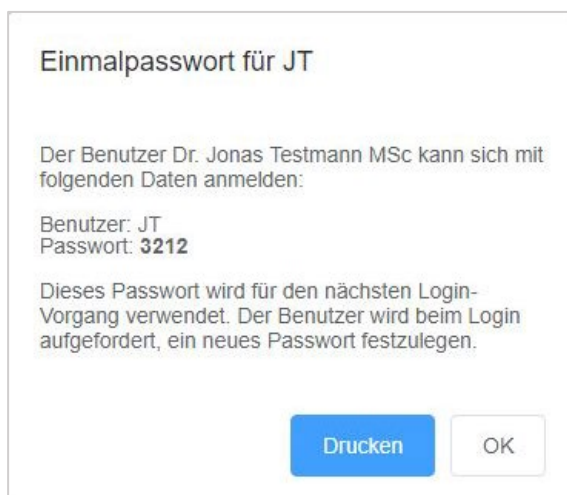 Einmalpasswort für JT
Der Benutzer Dr. Jonas Testmann MSc kann sich mit
folgenden Daten anmelden:
Benutzer: JT
Passwort: 3212
Dieses Passwort wird für den nächsten Login-
Vorgang verwendet. Der Benutzer wird beim Login
aufgefordert, ein neues Passwort festzulegen.
Drucken OK